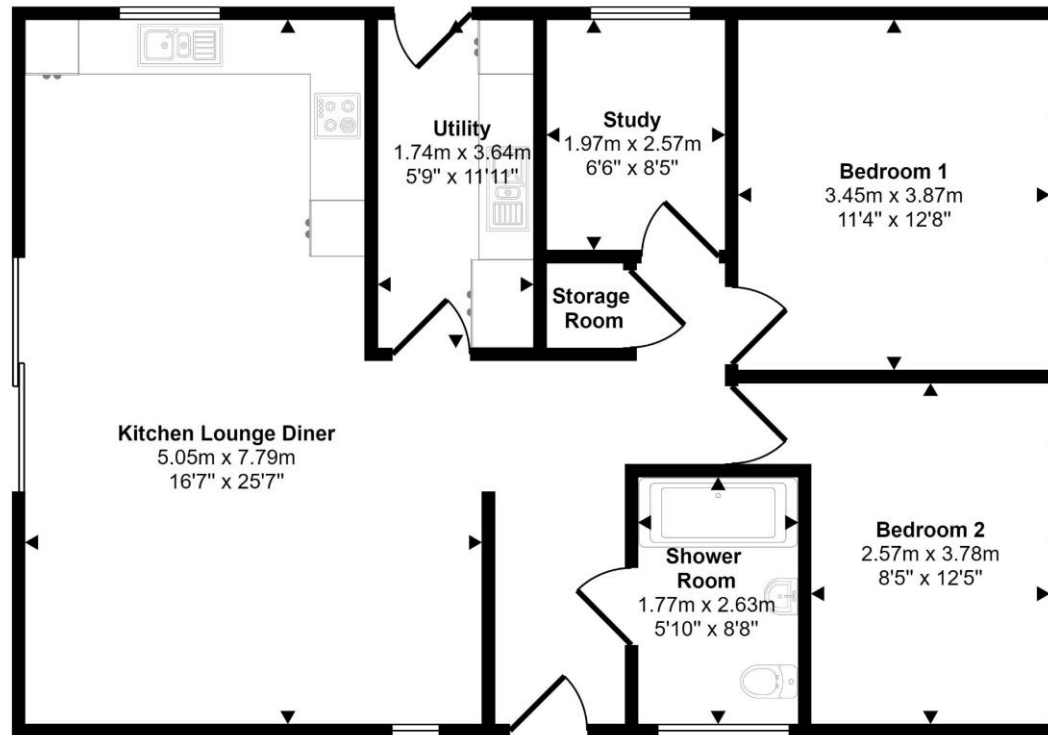 Utility
1.74m x 3.64m
5'9" x 11'11"
Study
1.97m x 2.57m
6'6" x 8'5"
Bedroom 1
3.45m x 3.87m
11'4" x 12'8"
Storage
Room
Kitchen Lounge Diner
5.05m x 7.79m
16'7" x 25'7"
Shower
Room
1.77m x 2.63m
5'10" x 8'8"
Bedroom 2
2.57m x 3.78m
8'5" x 12'5"